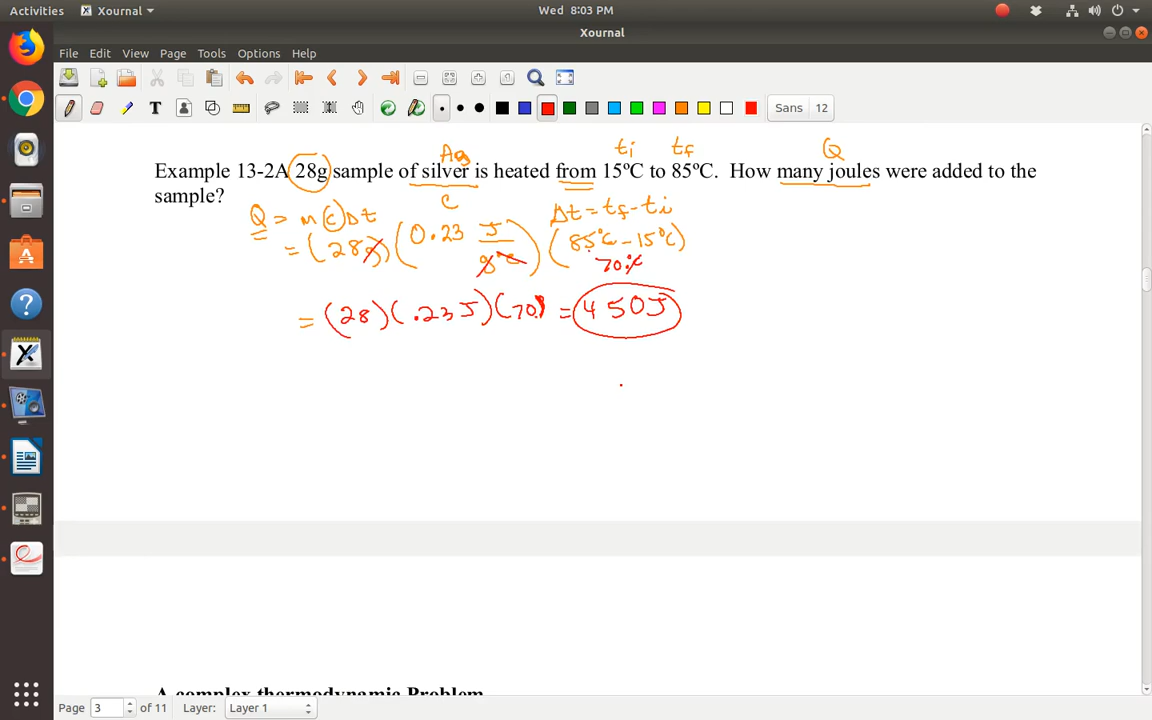 Activities Xournal Wed 8:03 PM
Xournal
File Edit View Page Tools Options Help
Sans 12
Ag ti tf Q
Example 13-2A 28g sample of silver is heated from 15ºC to 85ºC. How many joules were added to the
sample?
C
Q = m c Δt Δt = tf - ti
= (28g) (0.23 J/g°C) (85°C - 15°C)
70°C
= (28)(.23J)(70) = 450J
A complex thermodynamic Problem
Page 3 of 11 Layer: Layer 1